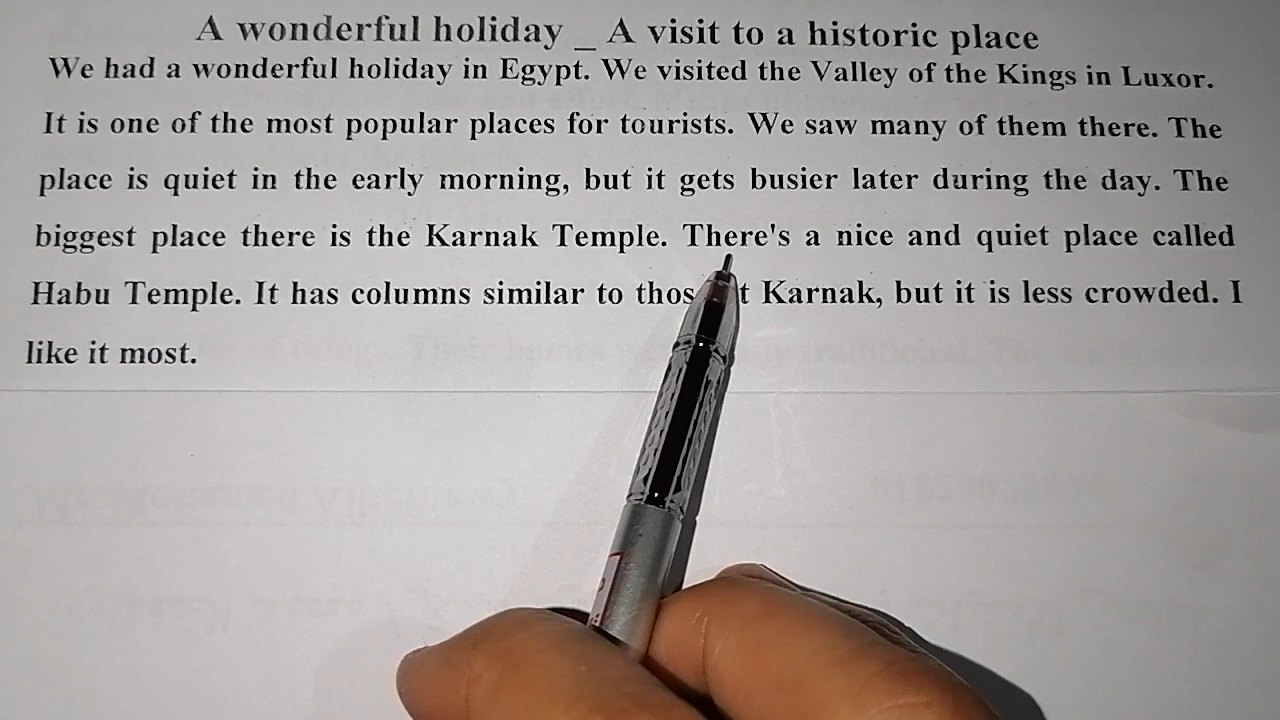 A wonderful holiday _ A visit to a historic place
We had a wonderful holiday in Egypt. We visited the Valley of the Kings in Luxor.
It is one of the most popular places for tourists. We saw many of them there. The
place is quiet in the early morning, but it gets busier later during the day. The
biggest place there is the Karnak Temple. There's a nice and quiet place called
Habu Temple. It has columns similar to Karnak, but it is less crowded. I
like it most.